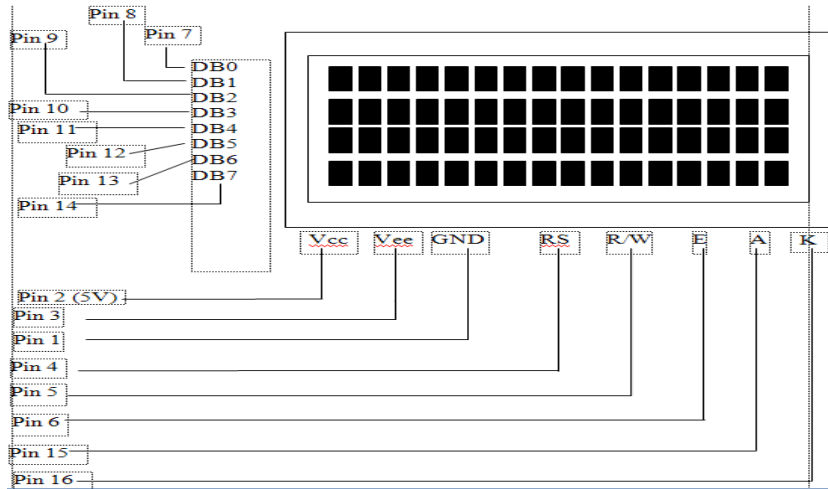 Pin 8
Pin 9
Pin 7
DB0
DB1
DB2
Pin 10
DB3
Pin 11
DB4
DB5
Pin 12
DB6
Pin 13
DB7
Pin 14
Vcc Vee GND RS R/W E A K
Pin 2 (5V)
Pin 3
Pin 1
Pin 4
Pin 5
Pin 6
Pin 15
Pin 16